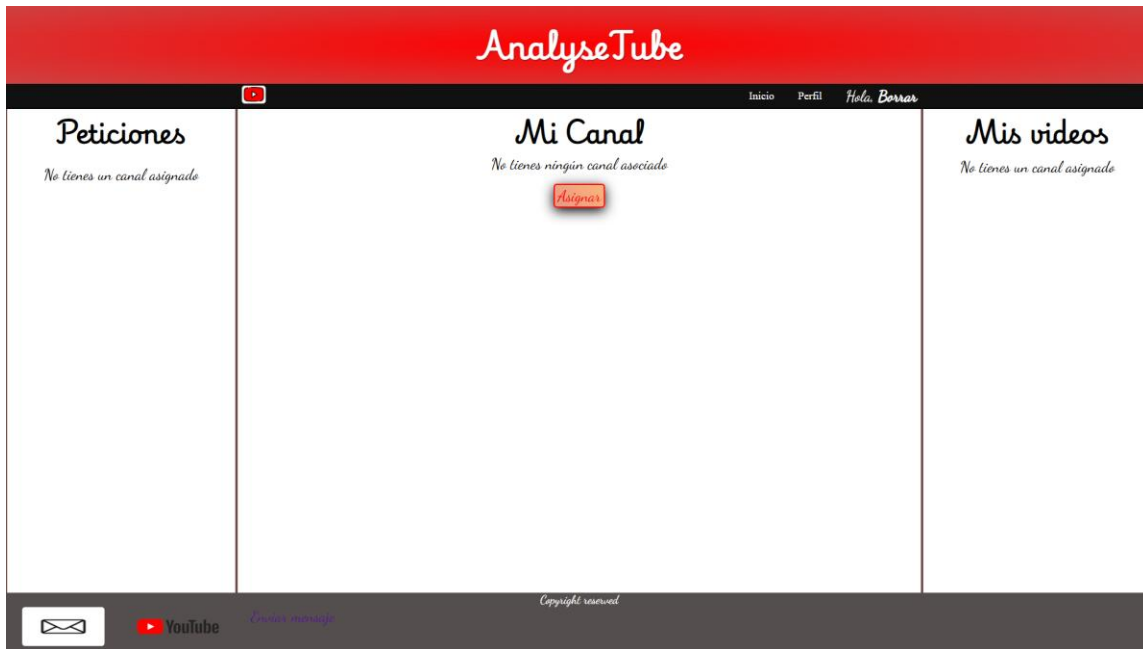 AnalyseTube
Inicio Perfil Hola, Borrar
Peticiones
No tienes un canal asignado
Mi Canal
No tienes ningún canal asociado
Asignar
Mis videos
No tienes un canal asignado
Copyright reserved
YouTube
Enviar mensaje